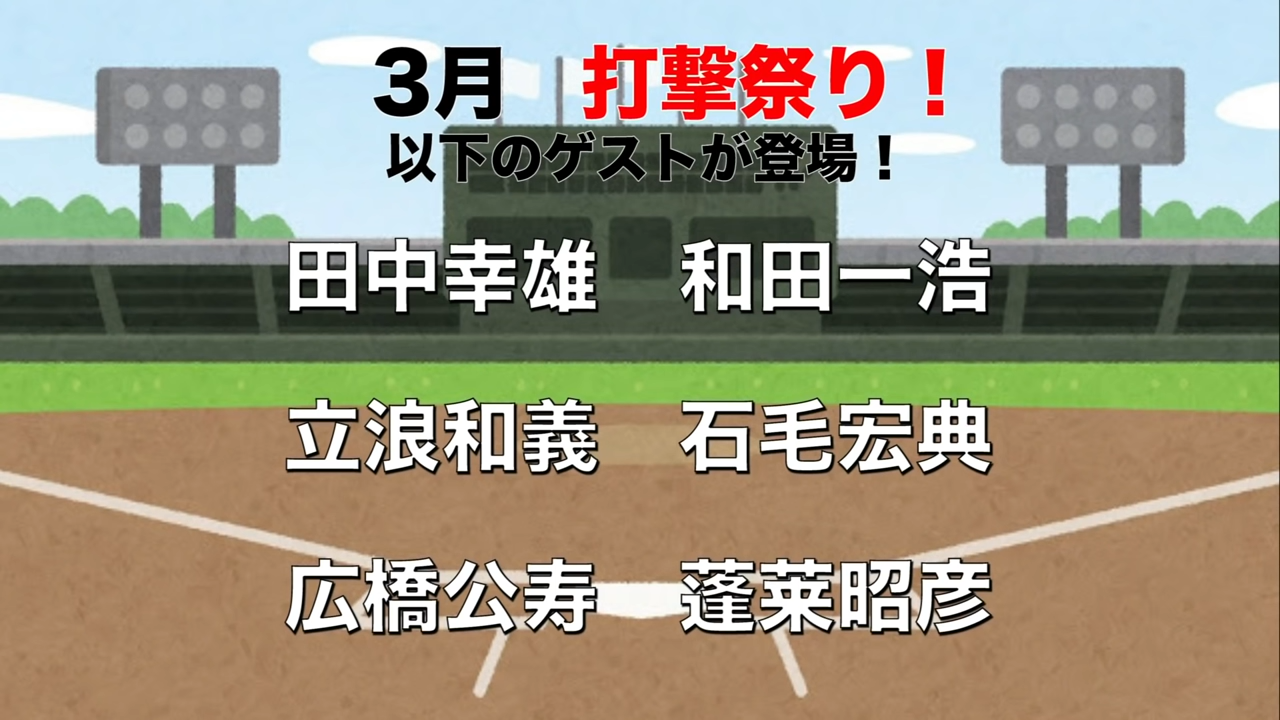 3月　打撃祭り！
以下のゲストが登場！
田中幸雄　和田一浩
立浪和義　石毛宏典
広橋公寿　蓬莱昭彦